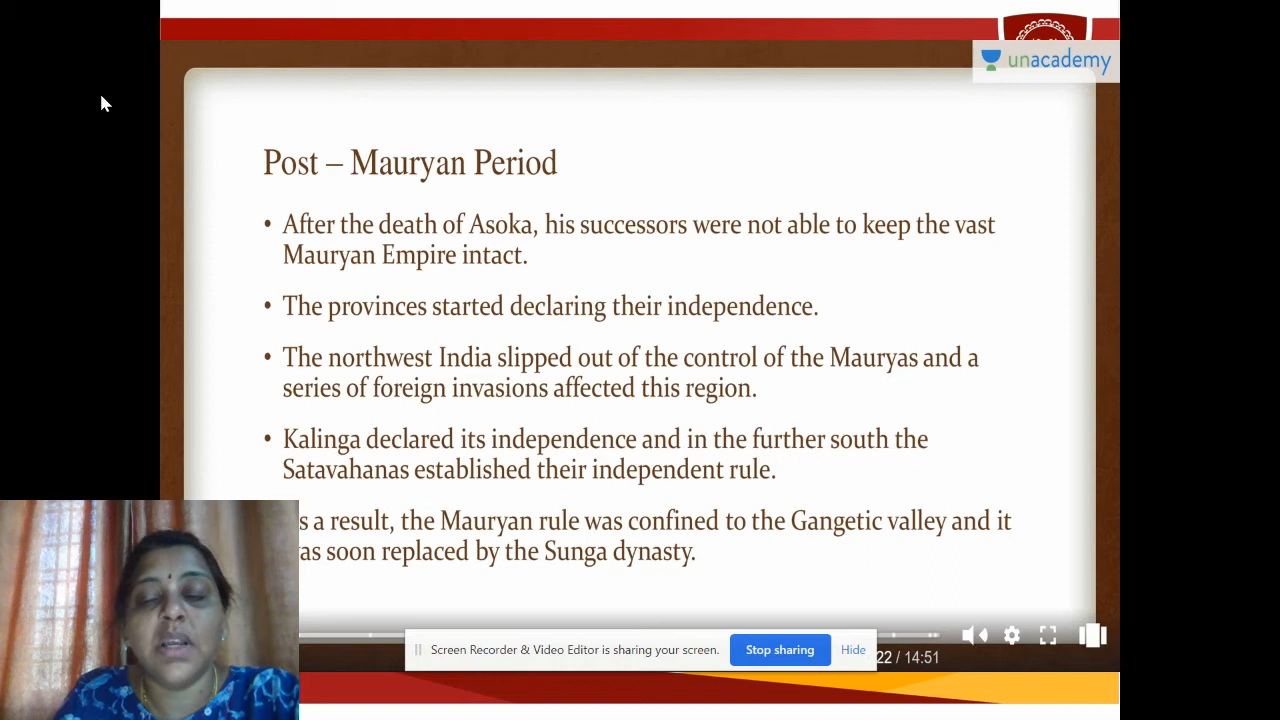 unacademy
Post – Mauryan Period
• After the death of Asoka, his successors were not able to keep the vast
Mauryan Empire intact.
• The provinces started declaring their independence.
• The northwest India slipped out of the control of the Mauryas and a
series of foreign invasions affected this region.
• Kalinga declared its independence and in the further south the
Satavahanas established their independent rule.
s a result, the Mauryan rule was confined to the Gangetic valley and it
as soon replaced by the Sunga dynasty.
Screen Recorder & Video Editor is sharing your screen.
Stop sharing
Hide
22 / 14:51